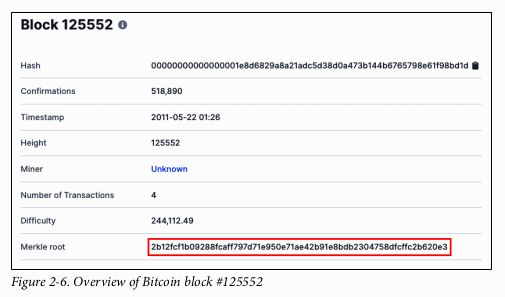 Block 125552
Hash 00000000000000001e8d6829a8a21adc5d38d0a473b144b6765798e61f98bd1d
Confirmations 518,890
Timestamp 2011-05-22 01:26
Height 125552
Miner Unknown
Number of Transactions 4
Difficulty 244,112.49
Merkle root 2b12fcf1b09288fcaff797d71e950e71ae42b91e8bdb2304758dfcffc2b620e3
Figure 2-6. Overview of Bitcoin block #125552